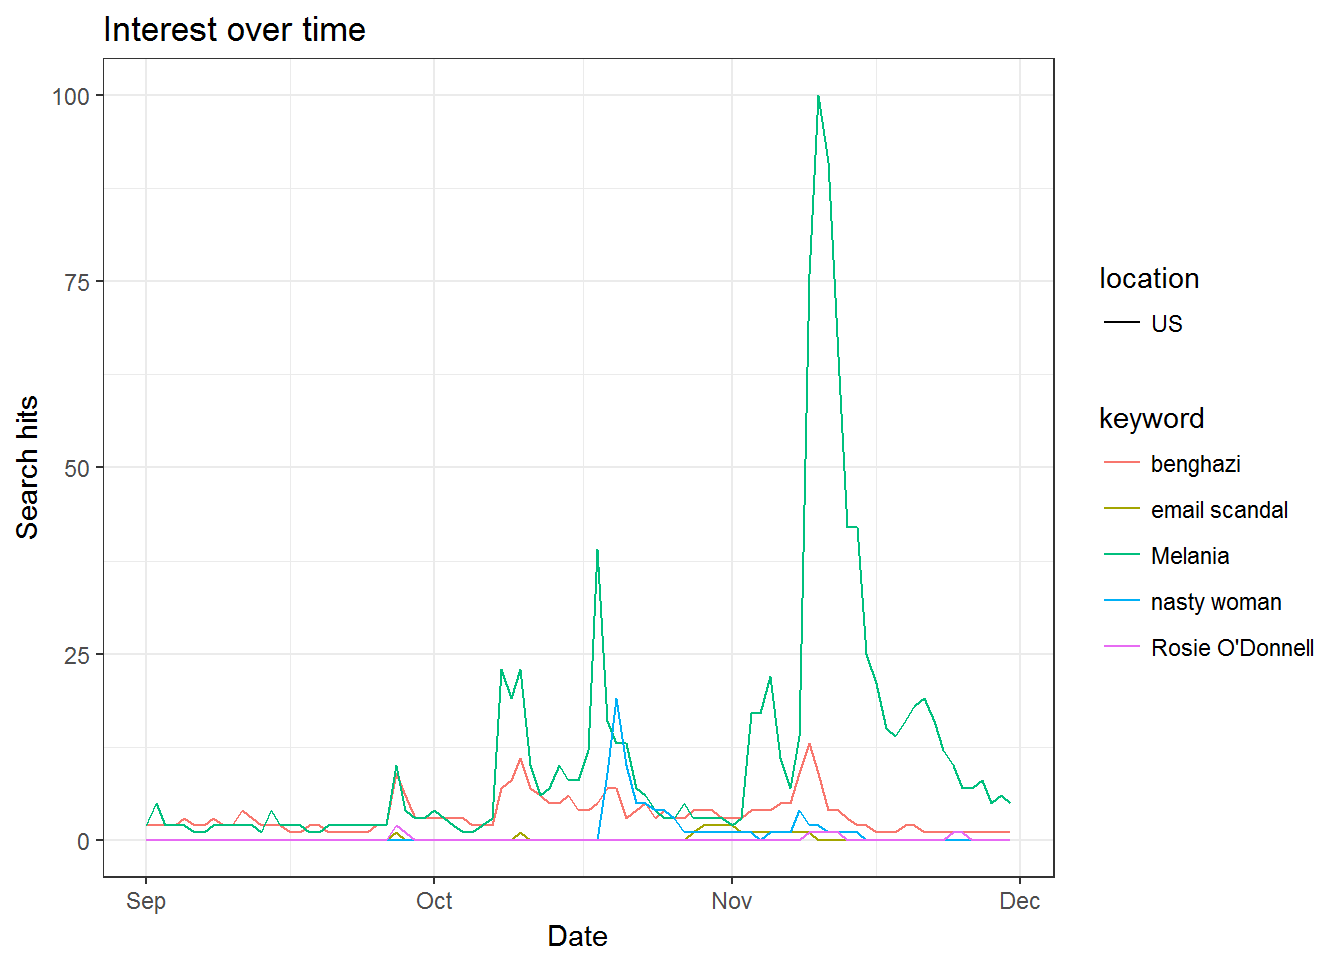 Interest over time
100
75
50
25
0
Search hits
Sep
Oct
Nov
Dec
Date
location
US
keyword
benghazi
email scandal
Melania
nasty woman
Rosie O'Donnell